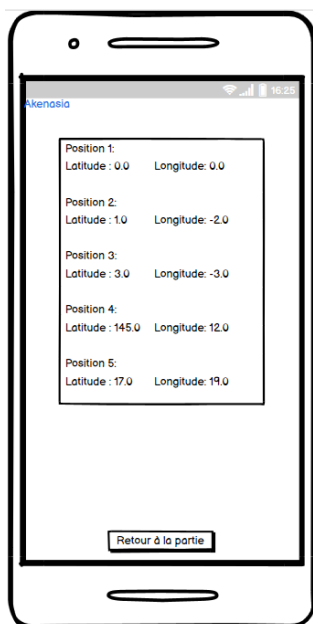 16:25
Akenasia
Position 1:
Latitude : 0.0 Longitude: 0.0
Position 2:
Latitude : 1.0 Longitude: -2.0
Position 3:
Latitude : 3.0 Longitude: -3.0
Position 4:
Latitude : 145.0 Longitude: 12.0
Position 5:
Latitude : 17.0 Longitude: 19.0
Retour à la partie